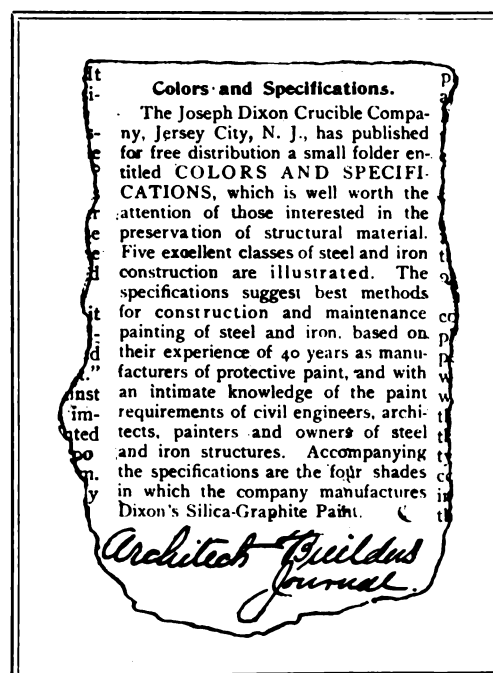 Colors and Specifications.
The Joseph Dixon Crucible Compa-
ny, Jersey City, N. J., has published
for free distribution a small folder en-
titled COLORS AND SPECIFI-
CATIONS, which is well worth the
attention of those interested in the
preservation of structural material.
Five excellent classes of steel and iron
construction are illustrated. The
specifications suggest best methods
for construction and maintenance
painting of steel and iron, based on
their experience of 40 years as manu-
facturers of protective paint, and with
an intimate knowledge of the paint
requirements of civil engineers, archi-
tects, painters and owners of steel
and iron structures. Accompanying
the specifications are the four shades
in which the company manufactures
Dixon's Silica-Graphite Paint.
Architech Builders
Journal.